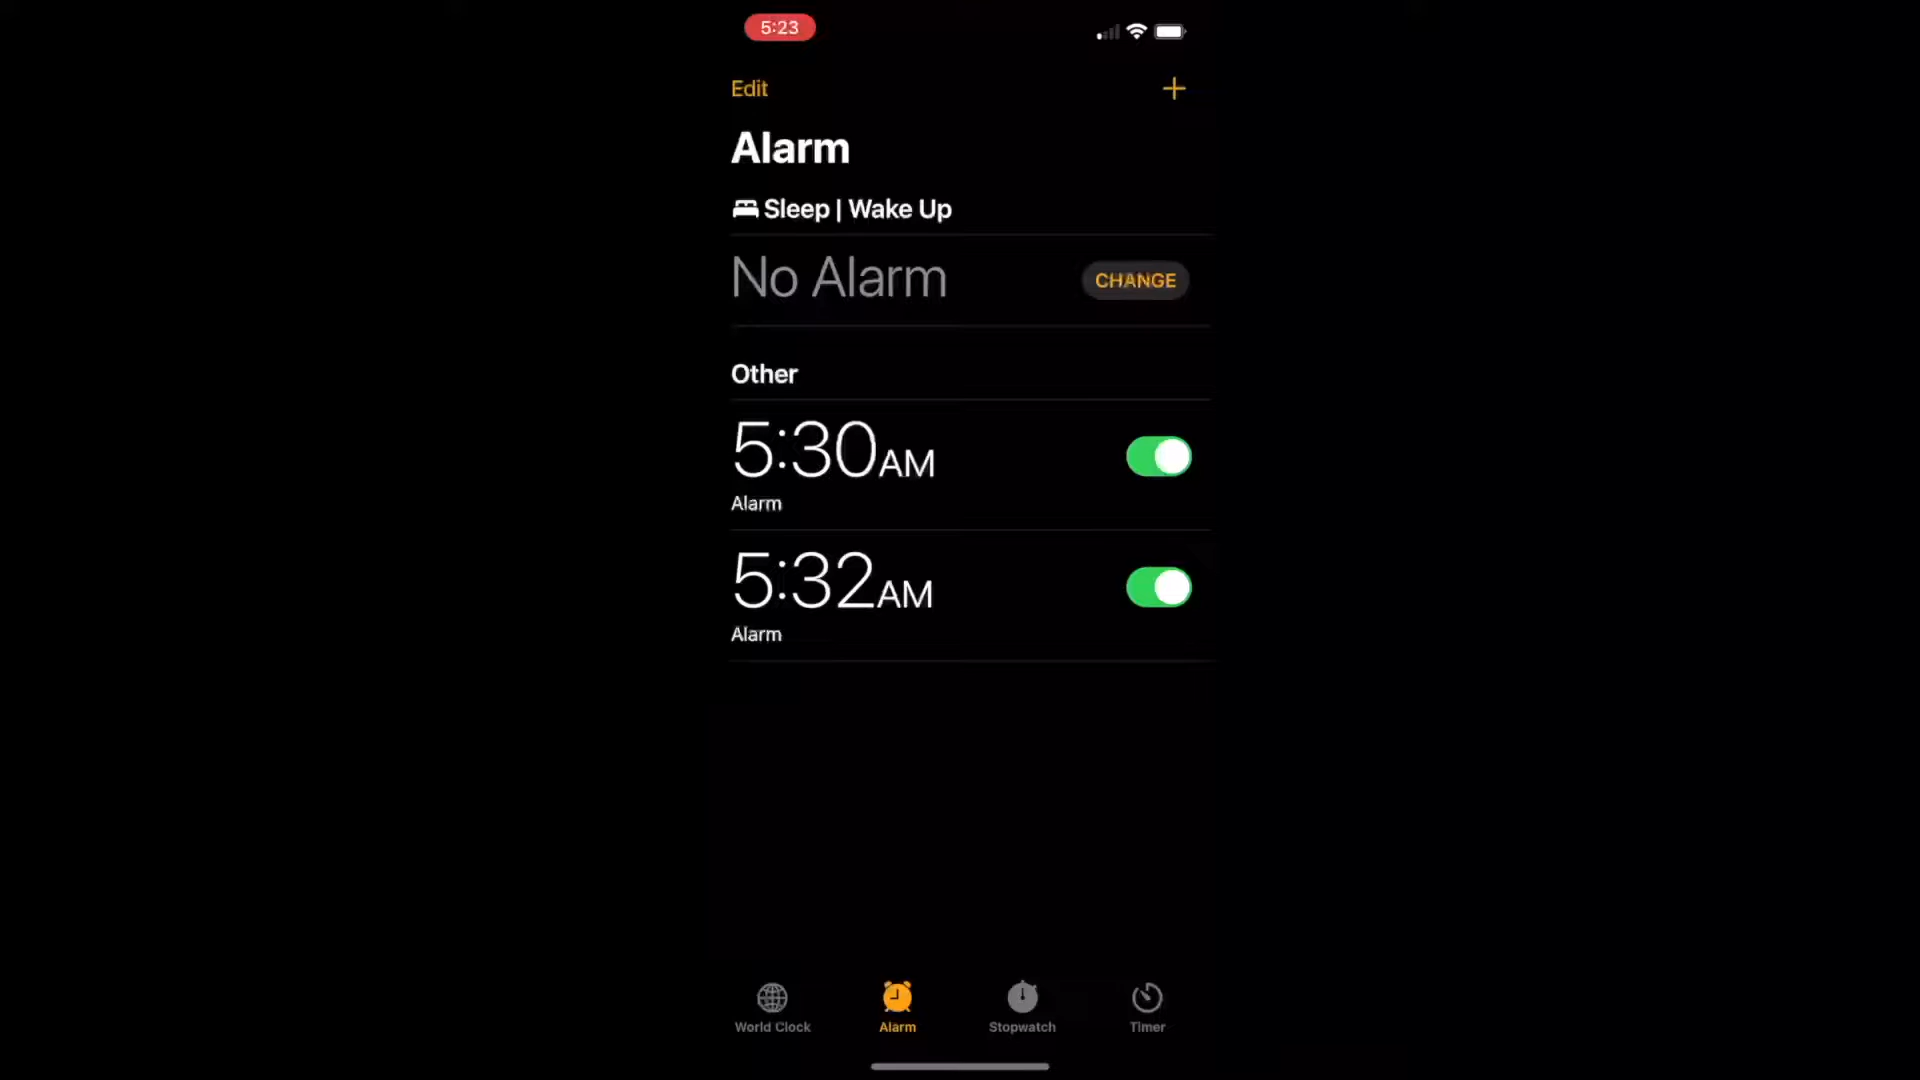 5:23
Edit
Alarm
Sleep | Wake Up
No Alarm
CHANGE
Other
5:30AM
Alarm
5:32AM
Alarm
World Clock
Alarm
Stopwatch
Timer